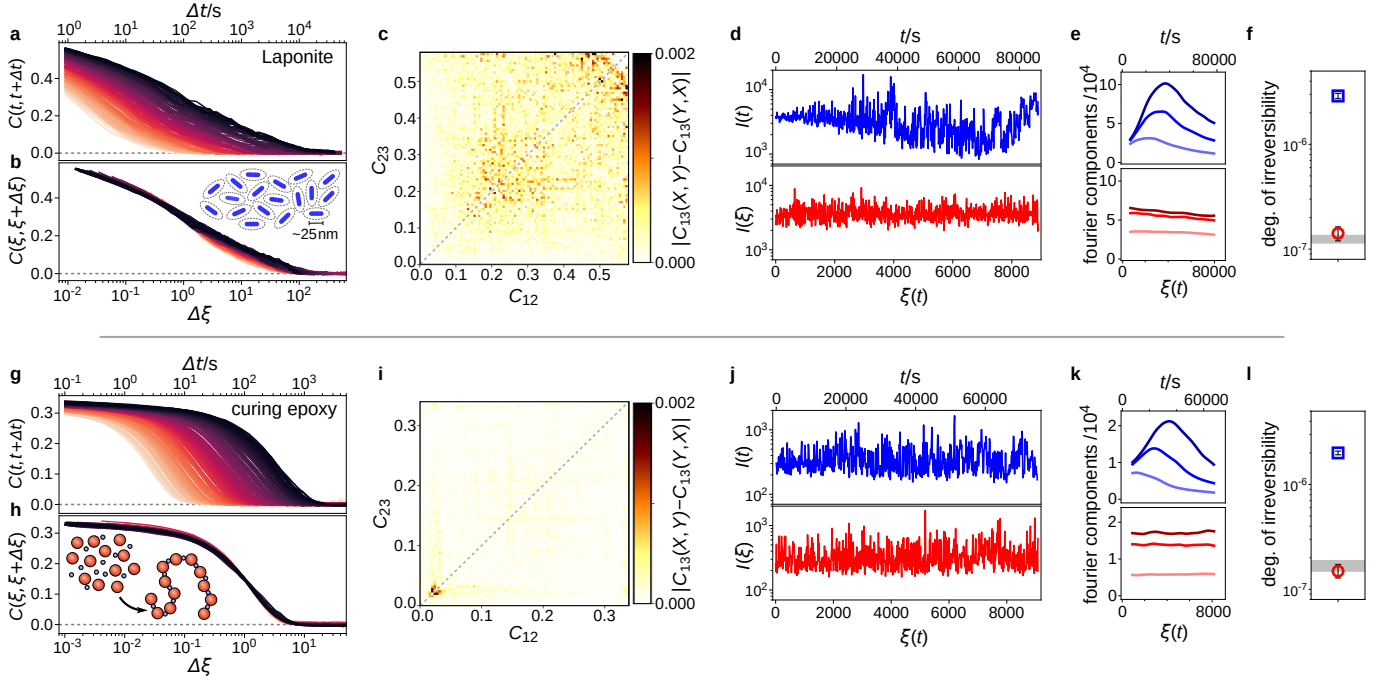 a
Δt/s
10^0 10^1 10^2 10^3 10^4
Laponite
C(t, t+Δt)
0.4
0.2
0.0
b
C(ξ, ξ+Δξ)
0.4
0.2
0.0
~25nm
10^-2 10^-1 10^0 10^1 10^2
Δξ
c
C_23
0.5
0.4
0.3
0.2
0.1
0.0
0.0 0.1 0.2 0.3 0.4 0.5
C_12
0.002
0.000
|C_13(X, Y)−C_13(Y, X)|
d
t/s
0 20000 40000 60000 80000
I(t)
10^4
10^3
I(ξ)
10^4
10^3
0 2000 4000 6000 8000
ξ(t)
e
t/s
0 80000
fourier components /10^4
10
5
0
10
5
0
0 80000
ξ(t)
f
deg. of irreversibility
10^-6
10^-7
g
Δt/s
10^-1 10^0 10^1 10^2 10^3
curing epoxy
C(t, t+Δt)
0.3
0.2
0.1
0.0
h
C(ξ, ξ+Δξ)
0.3
0.2
0.1
0.0
10^-3 10^-2 10^-1 10^0 10^1
Δξ
i
C_23
0.3
0.2
0.1
0.0
0.0 0.1 0.2 0.3
C_12
0.002
0.000
|C_13(X, Y)−C_13(Y, X)|
j
t/s
0 20000 40000 60000
I(t)
10^3
10^2
I(ξ)
10^3
10^2
0 2000 4000 6000 8000
ξ(t)
k
t/s
0 65000
fourier components /10^4
2
1
0
2
1
0
0 8000
ξ(t)
l
deg. of irreversibility
10^-6
10^-7